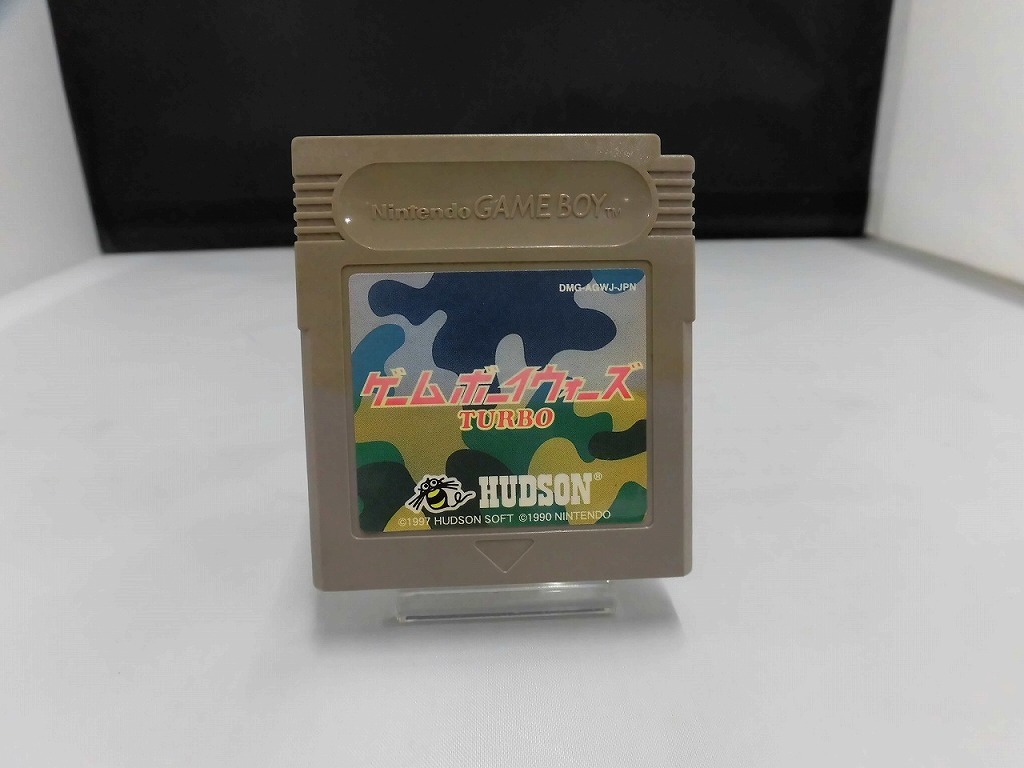 Nintendo GAME BOY™
DMG-AGWJ-JPN
ゲームボーイウォーズ
TURBO
HUDSON®
©1997 HUDSON SOFT ©1990 NINTENDO